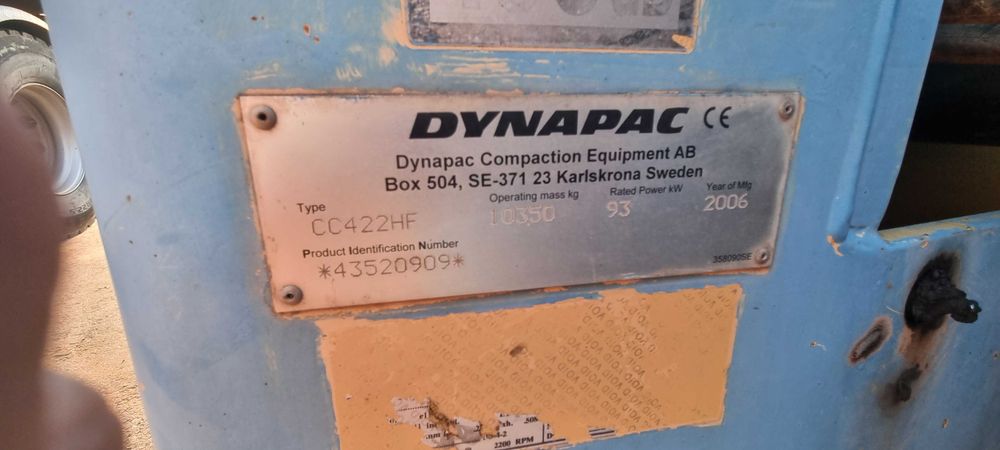 DYNAPAC CE
Dynapac Compaction Equipment AB
Box 504, SE-371 23 Karlskrona Sweden
Type Operating mass kg Rated Power kW Year of Mfg
CC422HF 10350 93 2006
Product Identification Number
*43520909*
358090SE
2200 RPM